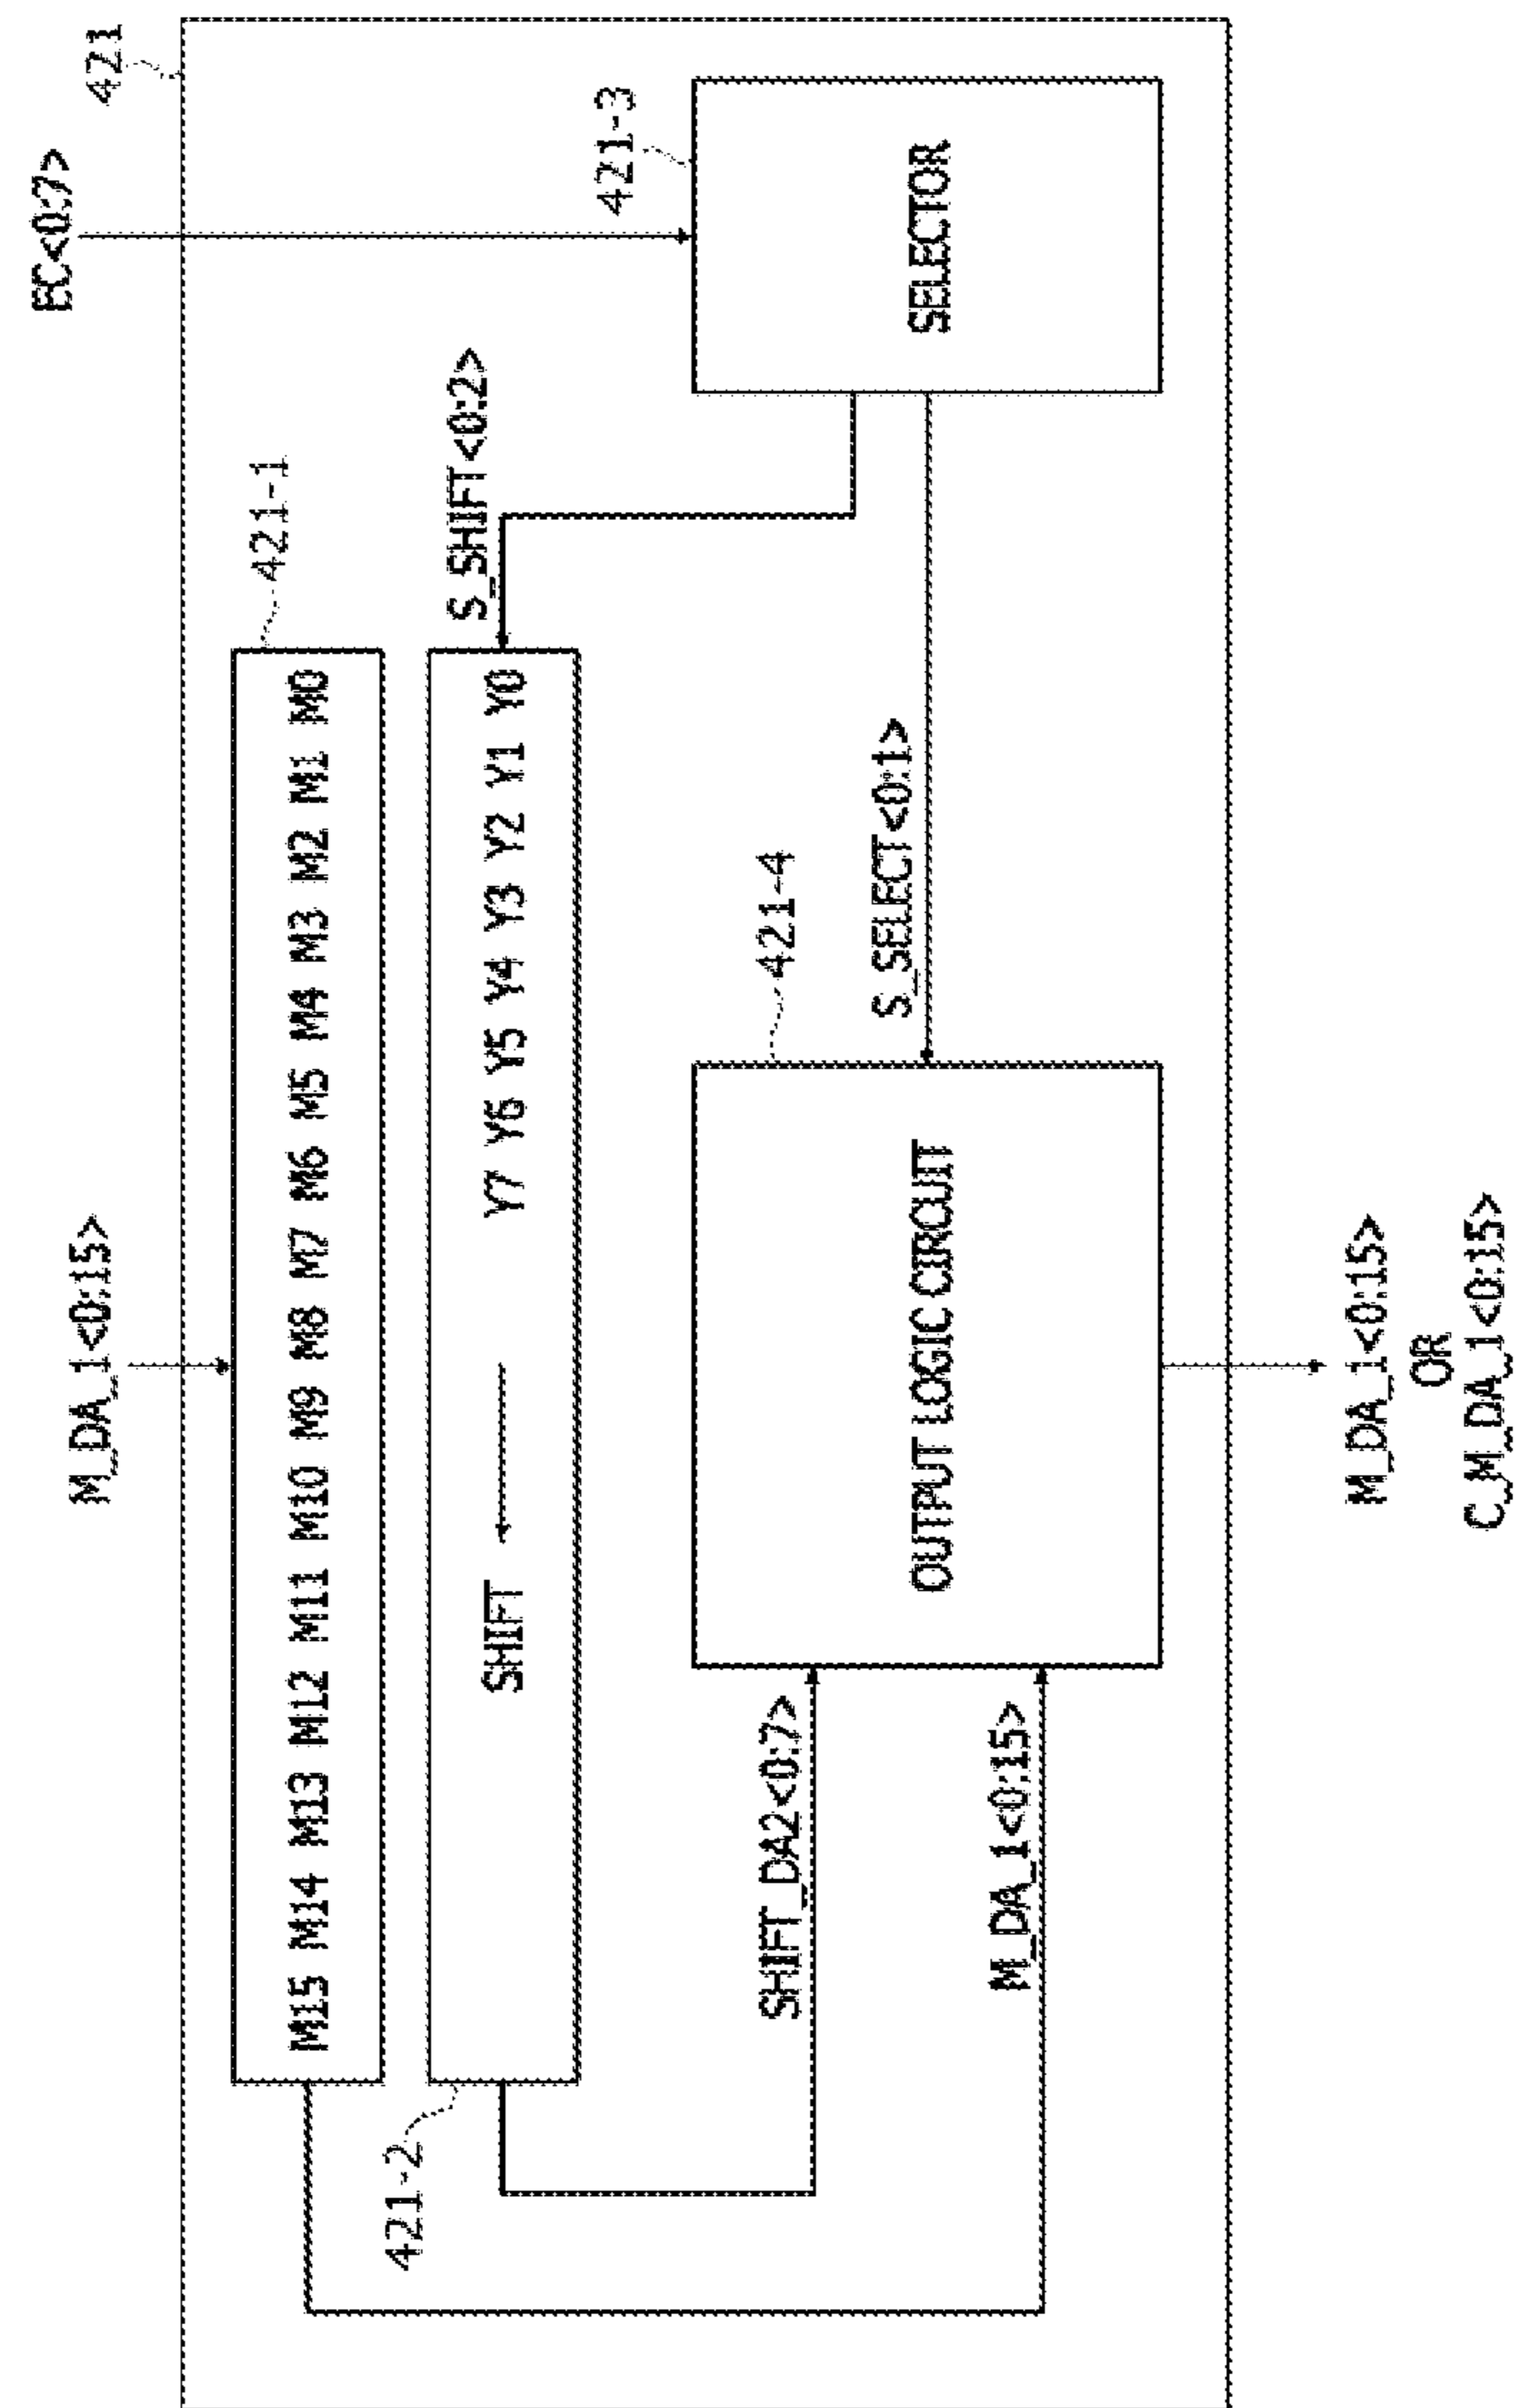 421
M_DA_1<0:15>
EC<0:7>
421-1
M15 M14 M13 M12 M11 M10 M9 M8 M7 M6 M5 M4 M3 M2 M1 M0
421-2
SHIFT
Y7 Y6 Y5 Y4 Y3 Y2 Y1 Y0
S_SHIFT<0:2>
421-3
SHIFT_DA2<0:7>
421-4
S_SELECT<0:1>
OUTPUT LOGIC CIRCUIT
SELECTOR
M_DA_1<0:15>
M_DA_1<0:15>
OR
C_M_DA_1<0:15>